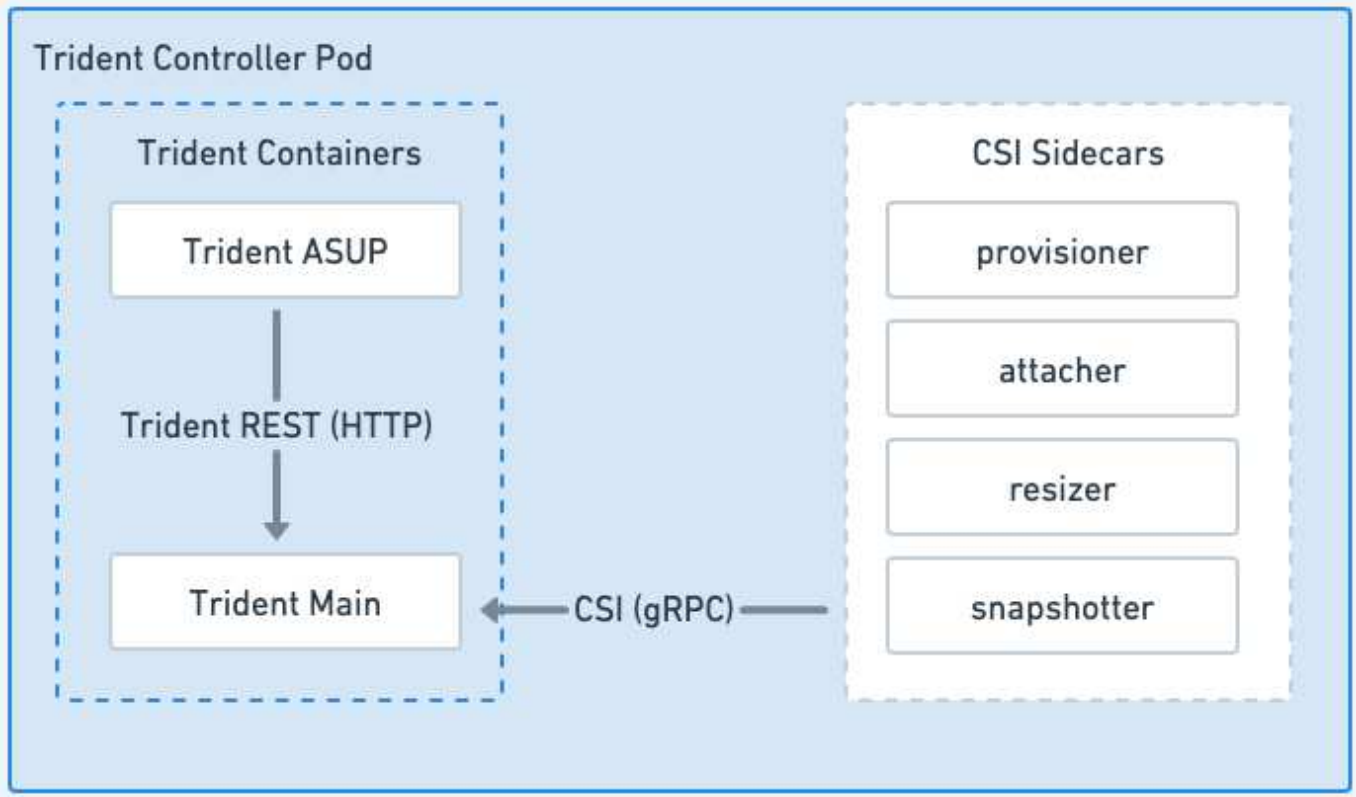 Trident Controller Pod
Trident Containers
Trident ASUP
Trident REST (HTTP)
Trident Main
CSI (gRPC)
CSI Sidecars
provisioner
attacher
resizer
snapshotter